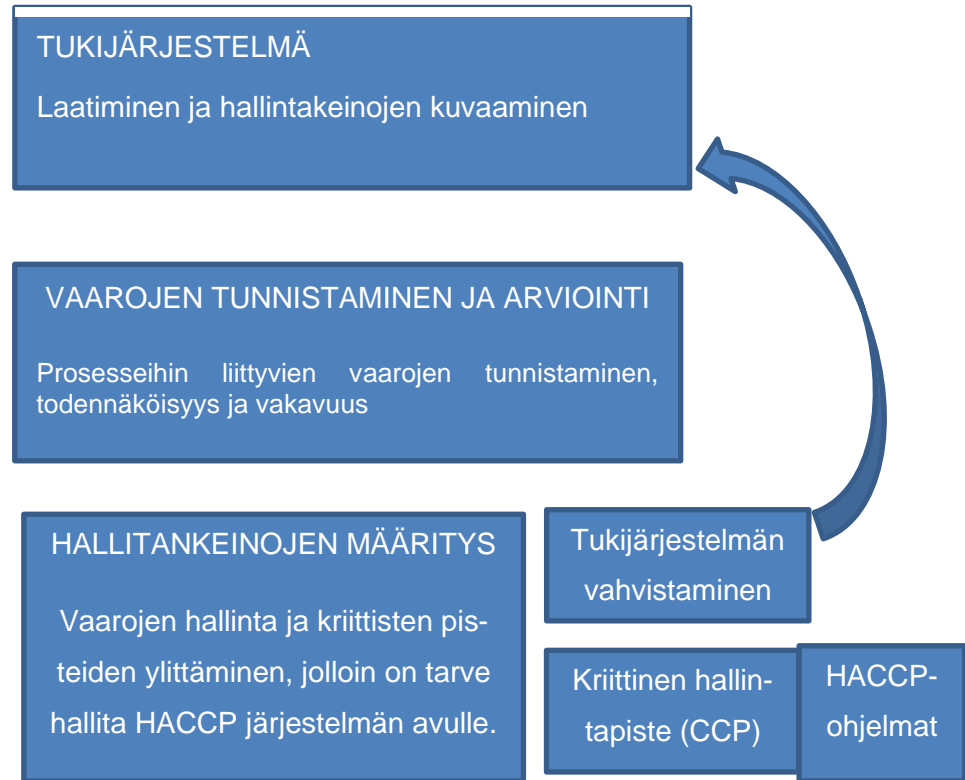 TUKIJÄRJESTELMÄ
Laatiminen ja hallintakeinojen kuvaaminen
VAAROJEN TUNNISTAMINEN JA ARVIOINTI
Prosesseihin liittyvien vaarojen tunnistaminen,
todennäköisyys ja vakavuus
HALLITANKEINOJEN MÄÄRITYS
Vaarojen hallinta ja kriittisten pis-
teiden ylittäminen, jolloin on tarve
hallita HACCP järjestelmän avulle.
Tukijärjestelmän
vahvistaminen
Kriittinen hallin-
tapiste (CCP)
HACCP-
ohjelmat